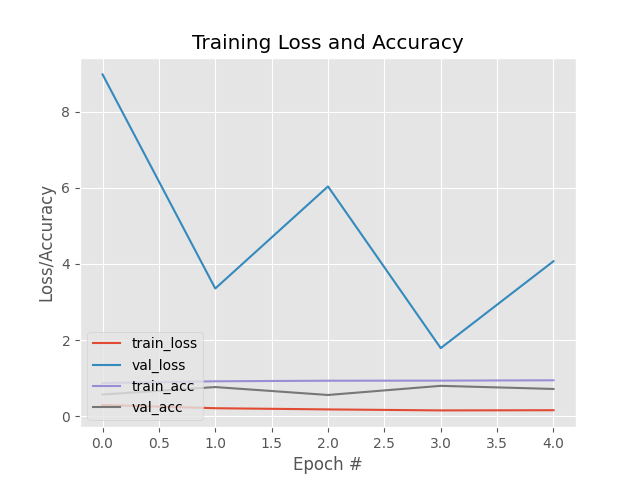 Training Loss and Accuracy
Loss/Accuracy
8
6
4
2
0
train_loss
val_loss
train_acc
val_acc
0.0 0.5 1.0 1.5 2.0 2.5 3.0 3.5 4.0
Epoch #